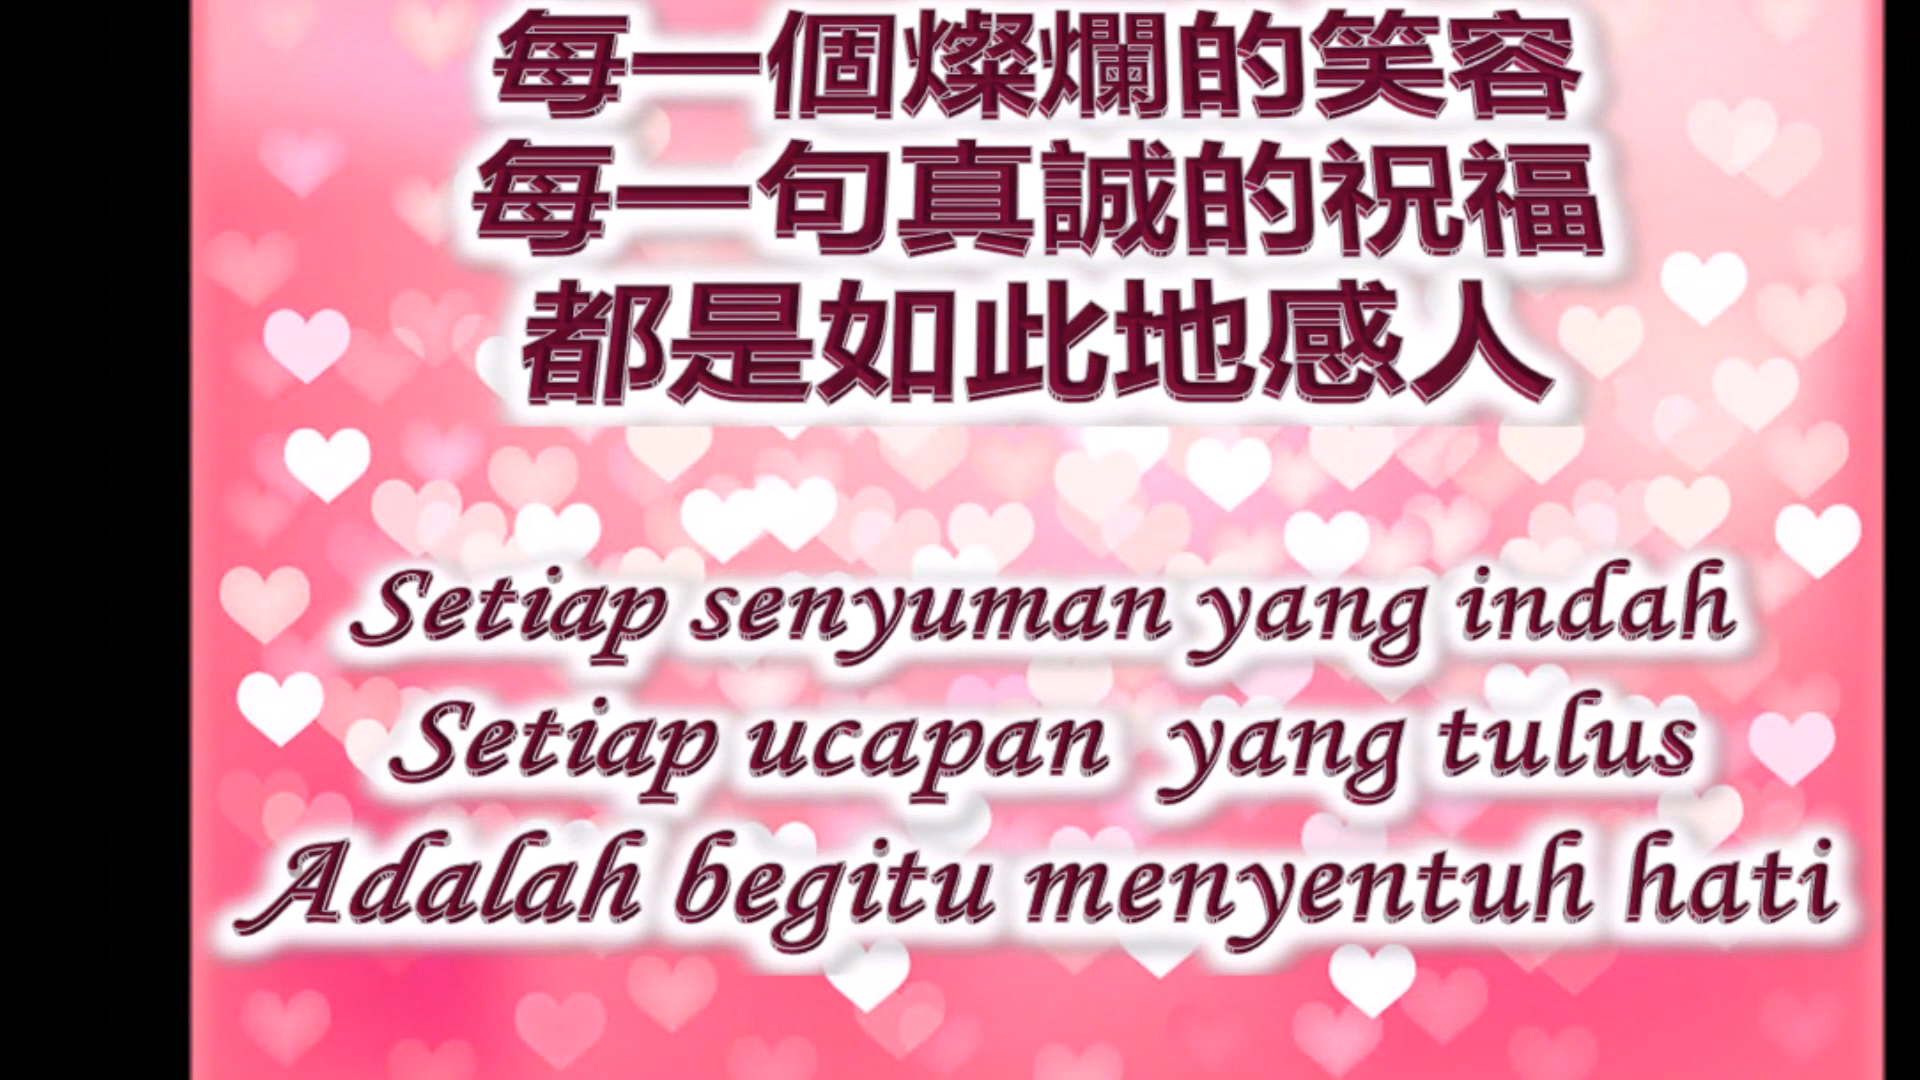 每一個燦爛的笑容
每一句真誠的祝福
都是如此地感人
Setiap senyuman yang indah
Setiap ucapan yang tulus
Adalah begitu menyentuh hati